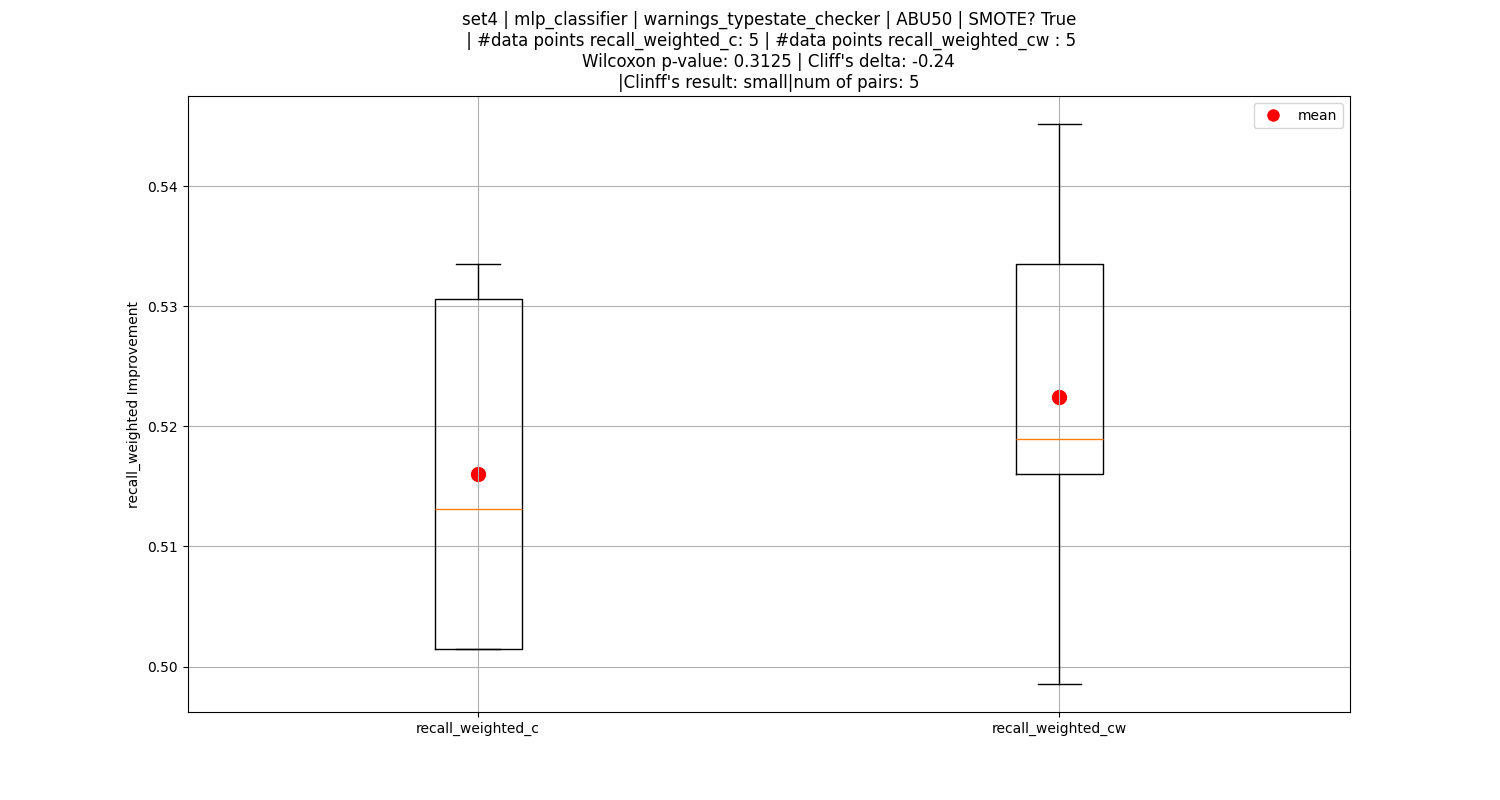 set4 | mlp_classifier | warnings_typestate_checker | ABU50 | SMOTE? True
| #data points recall_weighted_c: 5 | #data points recall_weighted_cw : 5
Wilcoxon p-value: 0.3125 | Cliff's delta: -0.24
|Clinff's result: small|num of pairs: 5
mean
0.54
0.53
0.52
0.51
0.50
recall_weighted Improvement
recall_weighted_c
recall_weighted_cw